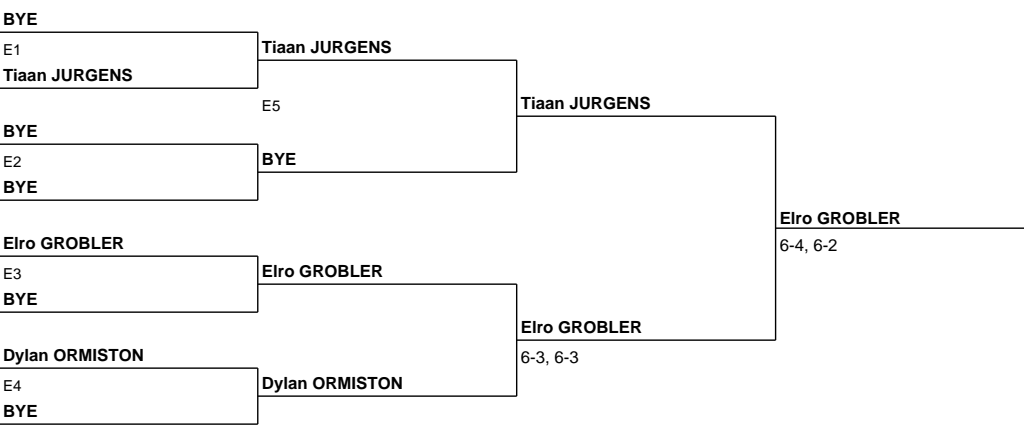 BYE
E1
Tiaan JURGENS
BYE
E2
BYE
Elro GROBLER
E3
BYE
Dylan ORMISTON
E4
BYE
Tiaan JURGENS
E5
BYE
Elro GROBLER
Dylan ORMISTON
Tiaan JURGENS
Elro GROBLER
6-3, 6-3
Elro GROBLER
6-4, 6-2